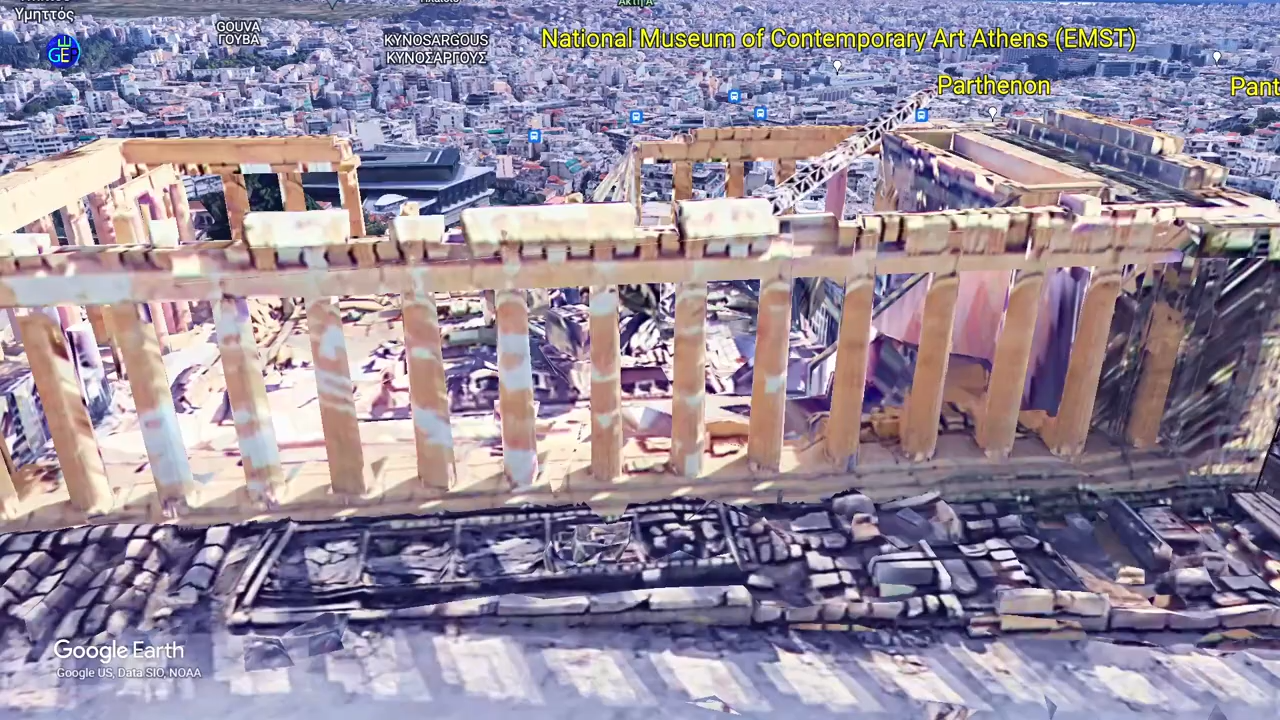 Υμηττός
GOUVA
ΓΟΥΒΑ
KYNOSARGOUS
ΚΥΝΟΣΑΡΓΟΥΣ
National Museum of Contemporary Art Athens (EMST)
Parthenon
Pant
GE
Google Earth
Google US, Data SIO, NOAA